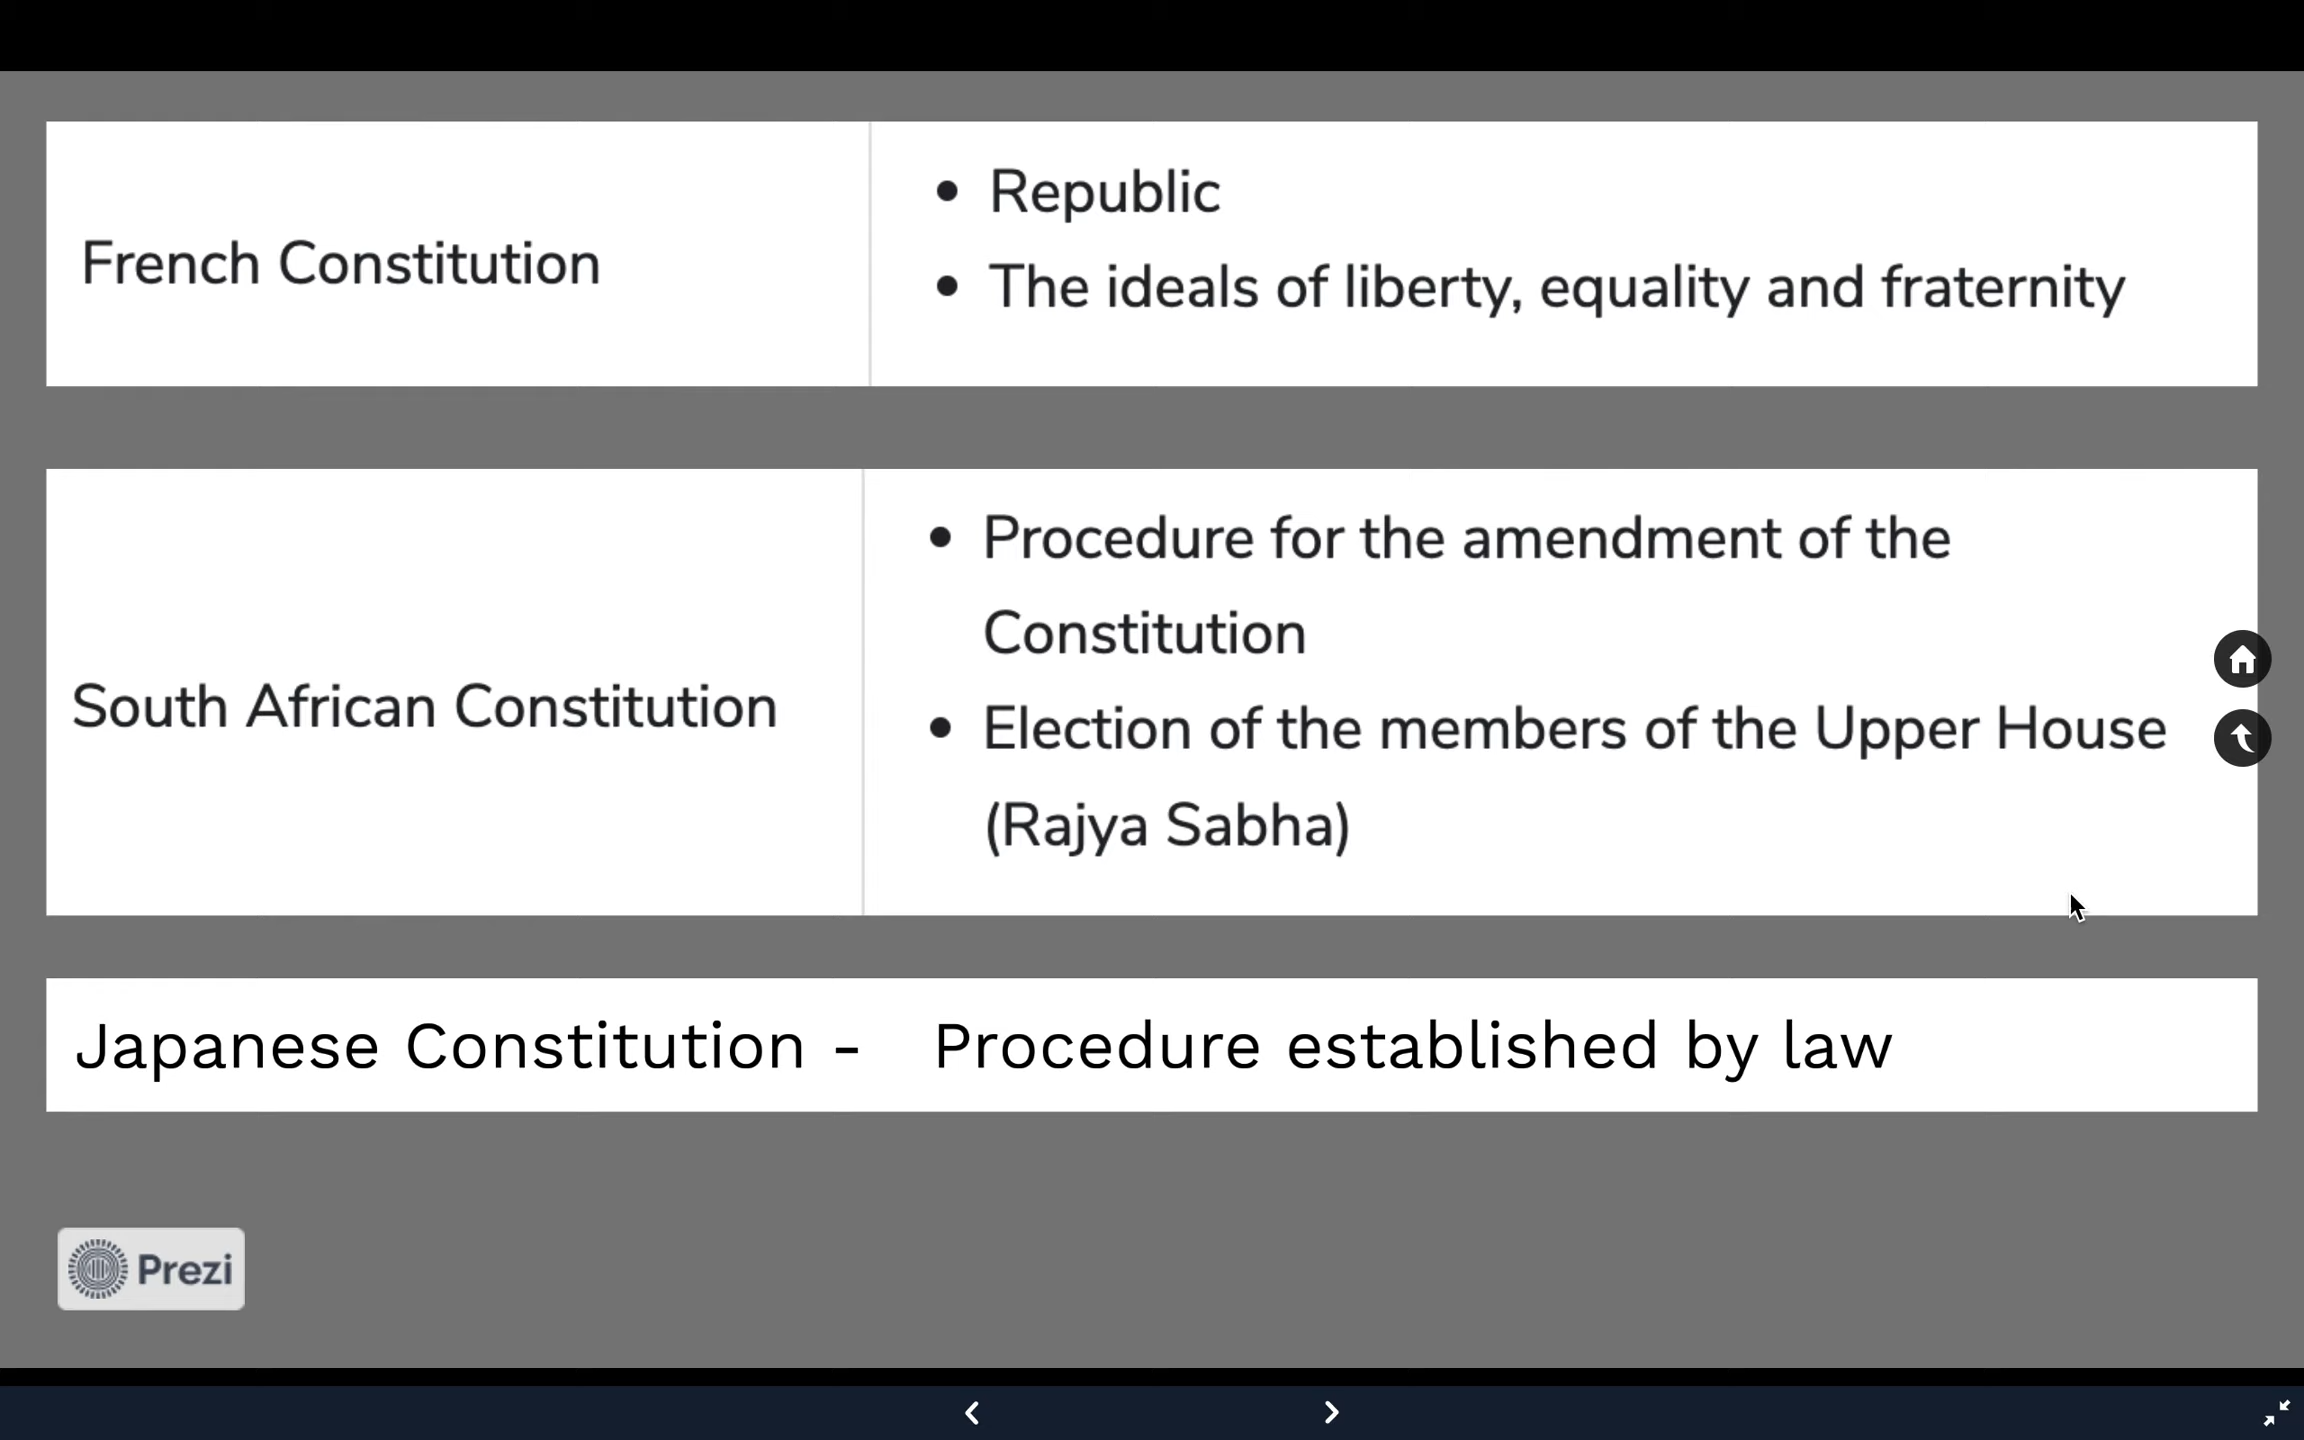 French Constitution
• Republic
• The ideals of liberty, equality and fraternity
South African Constitution
• Procedure for the amendment of the
Constitution
• Election of the members of the Upper House
(Rajya Sabha)
Japanese Constitution - Procedure established by law
Prezi